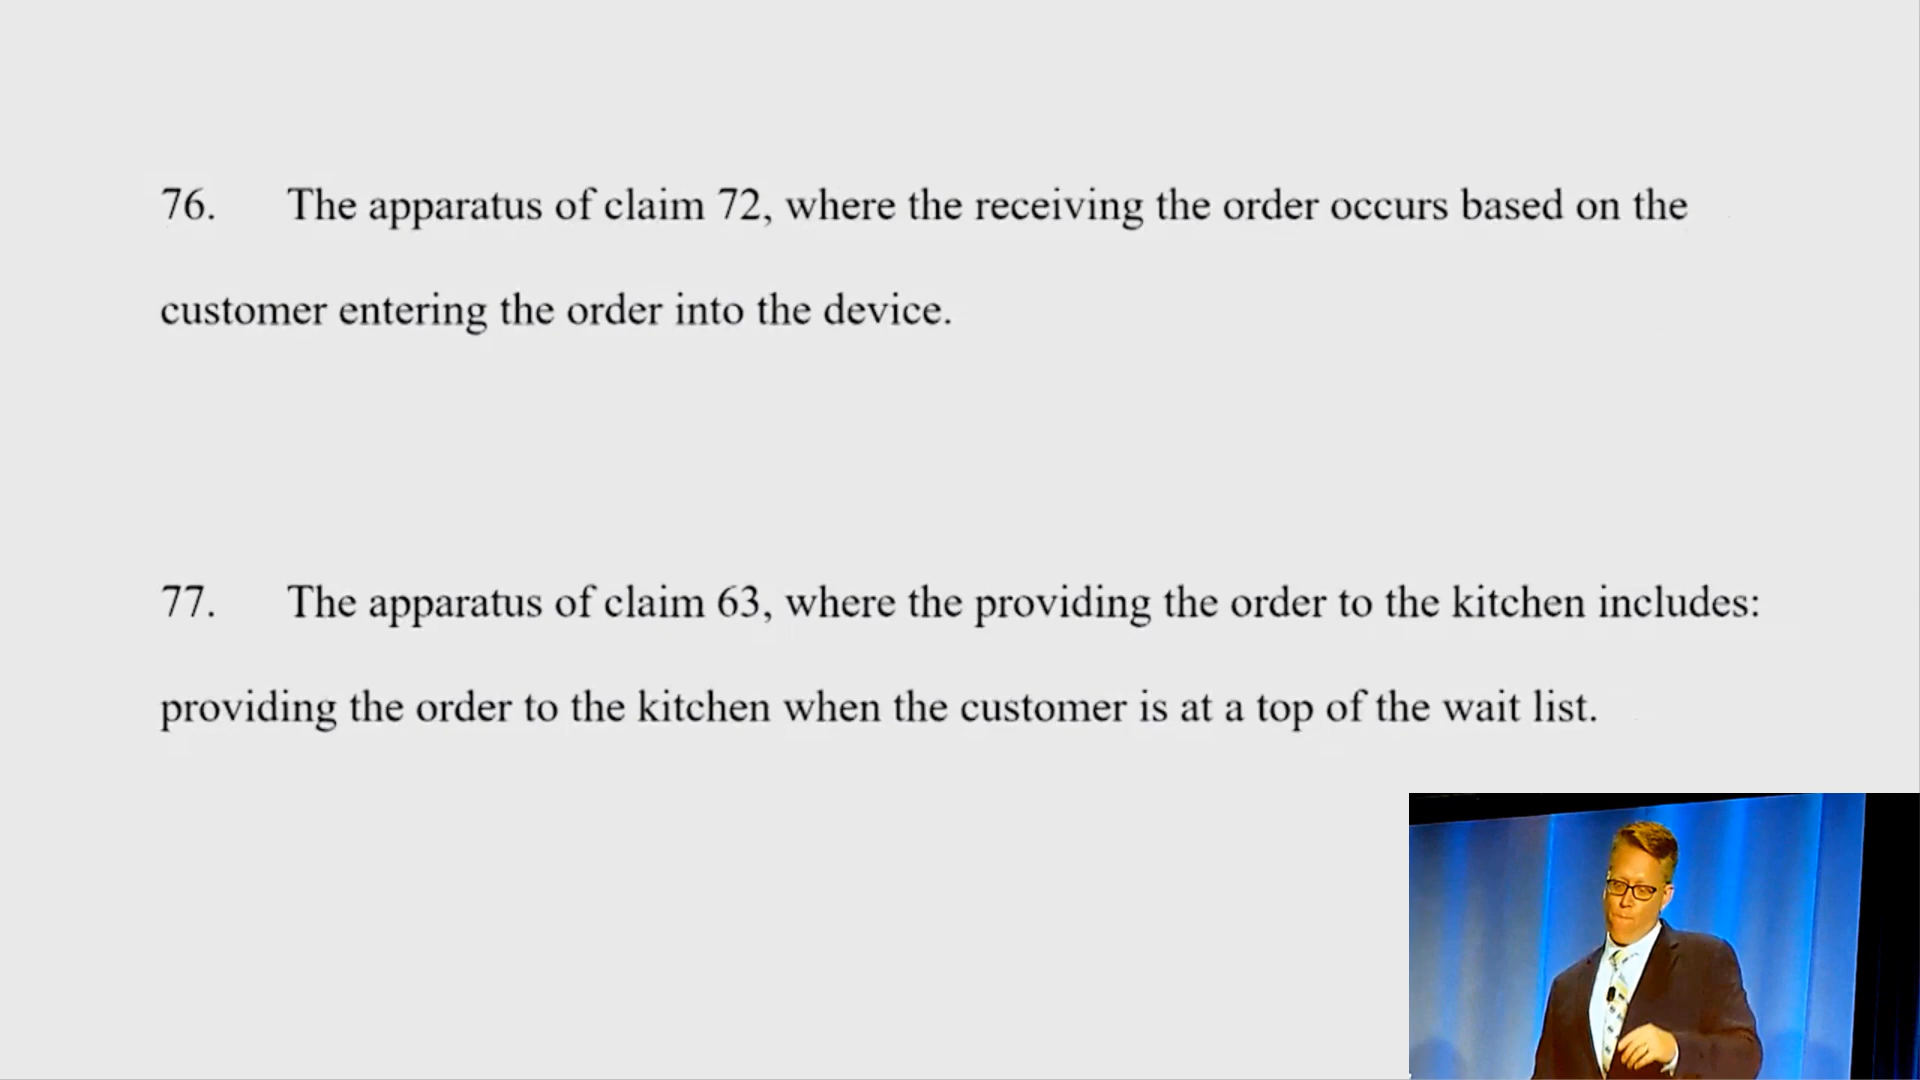 76. The apparatus of claim 72, where the receiving the order occurs based on the
customer entering the order into the device.
77. The apparatus of claim 63, where the providing the order to the kitchen includes:
providing the order to the kitchen when the customer is at a top of the wait list.